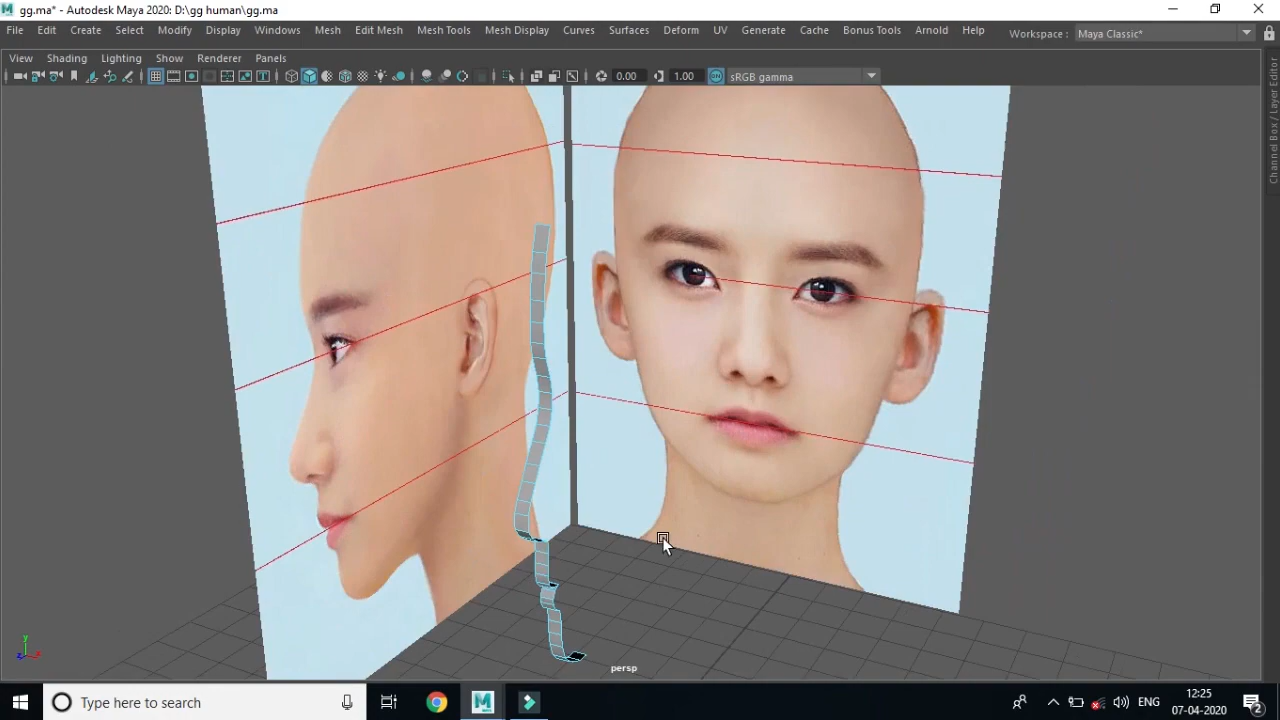 gg.ma* - Autodesk Maya 2020: D:\gg human\gg.ma
File Edit Create Select Modify Display Windows Mesh Edit Mesh Mesh Tools Mesh Display Curves Surfaces Deform UV Generate Cache Bonus Tools Arnold Help Workspace : Maya Classic*
View Shading Lighting Show Renderer Panels
0.00 1.00 sRGB gamma
Channel Box / Layer Editor
y
z x
persp
Type here to search
ENG
12:25
07-04-2020
2